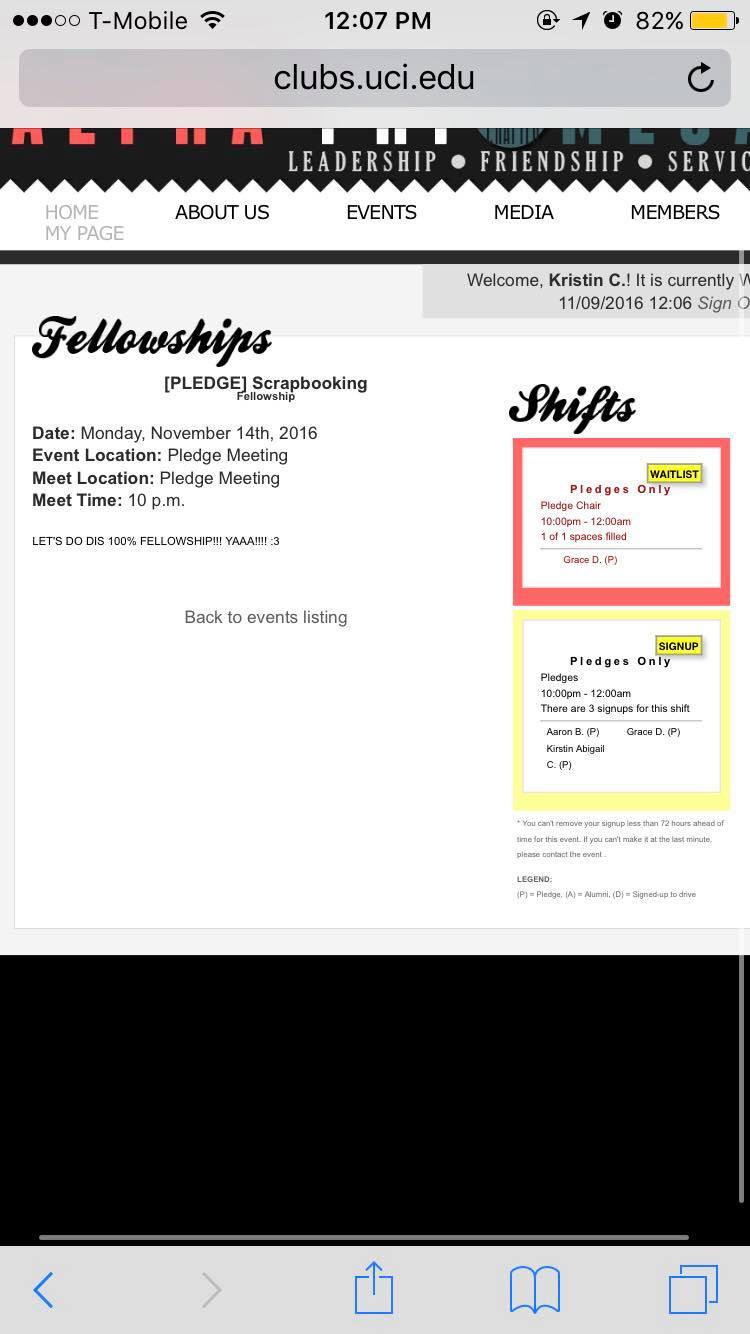 T-Mobile 12:07 PM 82%
clubs.uci.edu
LEADERSHIP ● FRIENDSHIP ● SERVIC
HOME ABOUT US EVENTS MEDIA MEMBERS
MY PAGE
Welcome, Kristin C.! It is currently W
11/09/2016 12:06 Sign O
Fellowships
[PLEDGE] Scrapbooking
Fellowship
Date: Monday, November 14th, 2016
Event Location: Pledge Meeting
Meet Location: Pledge Meeting
Meet Time: 10 p.m.
LET'S DO DIS 100% FELLOWSHIP!!! YAAA!!!! :3
Back to events listing
Shifts
WAITLIST
Pledges Only
Pledge Chair
10:00pm - 12:00am
1 of 1 spaces filled
Grace D. (P)
SIGNUP
Pledges Only
Pledges
10:00pm - 12:00am
There are 3 signups for this shift
Aaron B. (P) Grace D. (P)
Kirstin Abigail
C. (P)
* You can't remove your signup less than 72 hours ahead of
time for this event. If you can't make it at the last minute,
please contact the event .
LEGEND:
(P) = Pledge, (A) = Alumni, (D) = Signed-up to drive